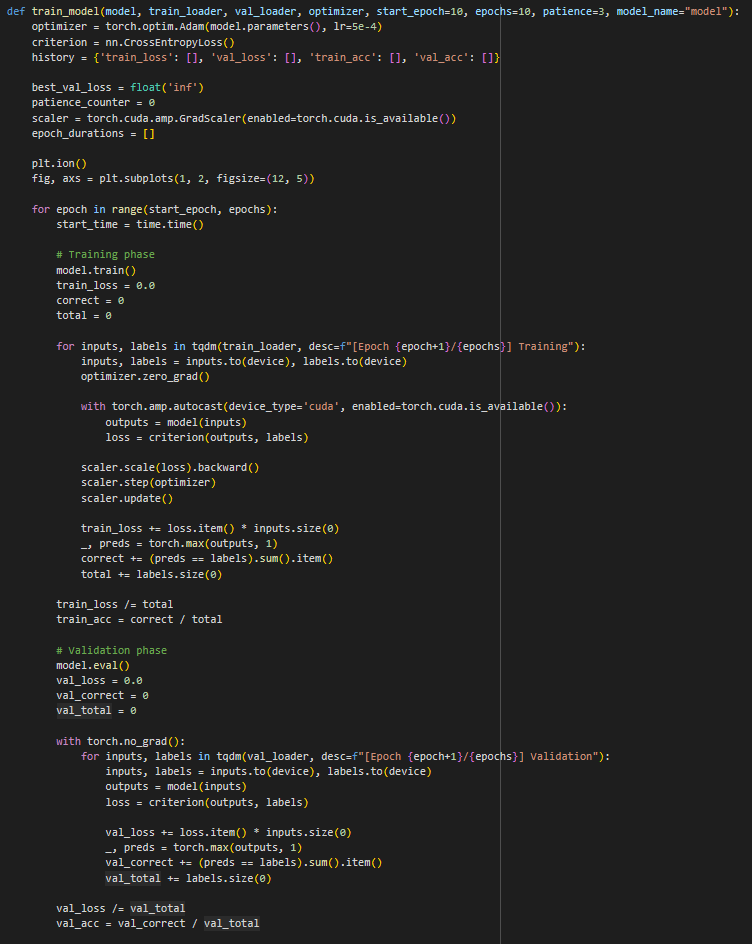 def train_model(model, train_loader, val_loader, optimizer, start_epoch=10, epochs=10, patience=3, model_name="model"):
    optimizer = torch.optim.Adam(model.parameters(), lr=5e-4)
    criterion = nn.CrossEntropyLoss()
    history = {'train_loss': [], 'val_loss': [], 'train_acc': [], 'val_acc': []}
    best_val_loss = float('inf')
    patience_counter = 0
    scaler = torch.cuda.amp.GradScaler(enabled=torch.cuda.is_available())
    epoch_durations = []
    plt.ion()
    fig, axs = plt.subplots(1, 2, figsize=(12, 5))
    for epoch in range(start_epoch, epochs):
        start_time = time.time()
        # Training phase
        model.train()
        train_loss = 0.0
        correct = 0
        total = 0
        for inputs, labels in tqdm(train_loader, desc=f"[Epoch {epoch+1}/{epochs}] Training"):
            inputs, labels = inputs.to(device), labels.to(device)
            optimizer.zero_grad()
            with torch.amp.autocast(device_type='cuda', enabled=torch.cuda.is_available()):
                outputs = model(inputs)
                loss = criterion(outputs, labels)
            scaler.scale(loss).backward()
            scaler.step(optimizer)
            scaler.update()
            train_loss += loss.item() * inputs.size(0)
            _, preds = torch.max(outputs, 1)
            correct += (preds == labels).sum().item()
            total += labels.size(0)
        train_loss /= total
        train_acc = correct / total
        # Validation phase
        model.eval()
        val_loss = 0.0
        val_correct = 0
        val_total = 0
        with torch.no_grad():
            for inputs, labels in tqdm(val_loader, desc=f"[Epoch {epoch+1}/{epochs}] Validation"):
                inputs, labels = inputs.to(device), labels.to(device)
                outputs = model(inputs)
                loss = criterion(outputs, labels)
                val_loss += loss.item() * inputs.size(0)
                _, preds = torch.max(outputs, 1)
                val_correct += (preds == labels).sum().item()
                val_total += labels.size(0)
        val_loss /= val_total
        val_acc = val_correct / val_total